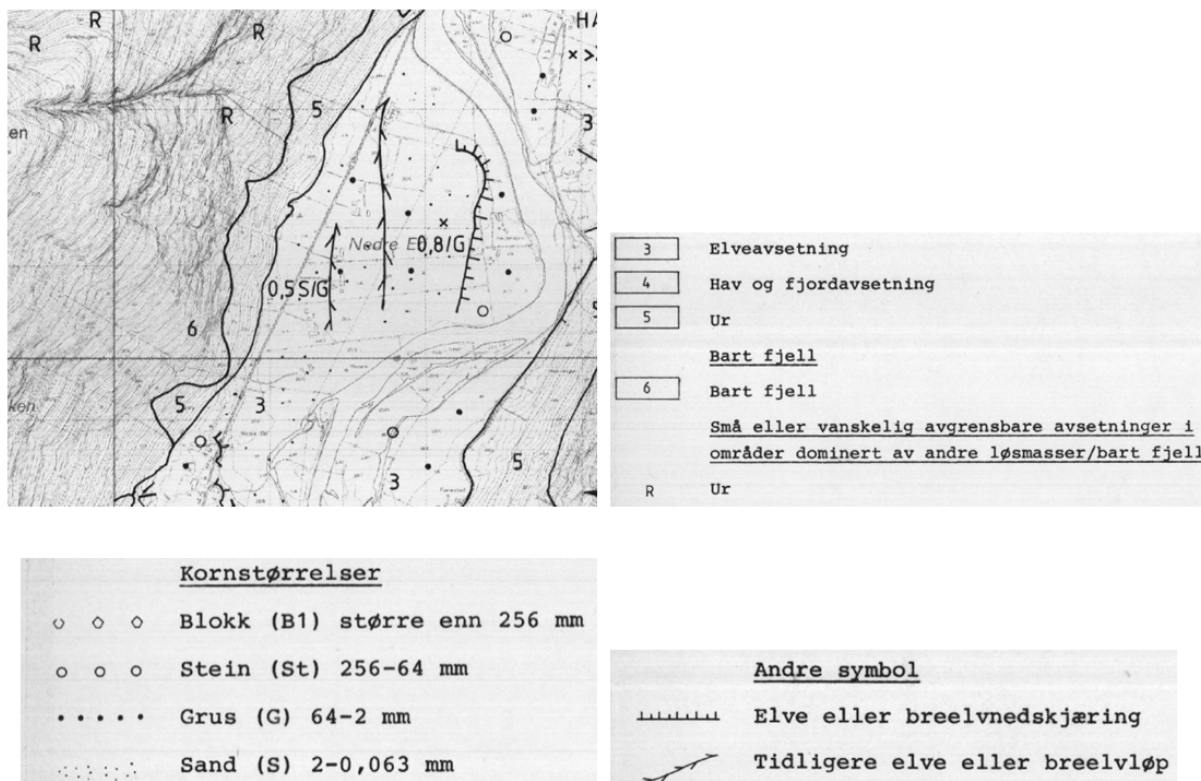 R
R
R
R
HA
x >
en
5
3
Nedre E
0,8/G
0,5 S/G
6
ken
5
3
3
5
3 Elveavsetning
4 Hav og fjordavsetning
5 Ur
Bart fjell
6 Bart fjell
Små eller vanskelig avgrensbare avsetninger i
områder dominert av andre løsmasser/bart fjell
R Ur
Kornstørrelser
Blokk (B1) større enn 256 mm
Stein (St) 256-64 mm
Grus (G) 64-2 mm
Sand (S) 2-0,063 mm
Andre symbol
Elve eller breelvnedskjæring
Tidligere elve eller breelvløp